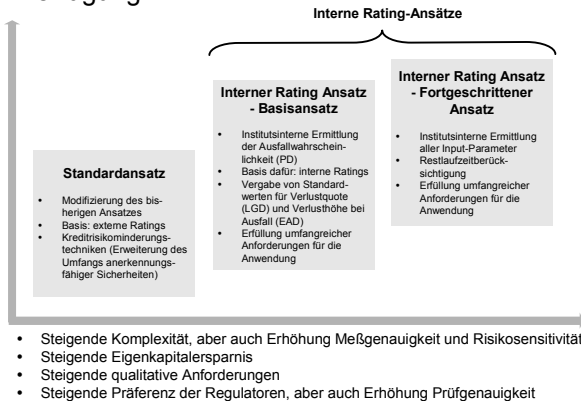 Interne Rating-Ansätze
Standardansatz
• Modifizierung des bis-
herigen Ansatzes
• Basis: externe Ratings
• Kreditrisikominderungs-
techniken (Erweiterung des
Umfangs anerkennungs-
fähiger Sicherheiten)
Interner Rating Ansatz
- Basisansatz
• Institutsinterne Ermittlung
der Ausfallwahrschein-
lichkeit (PD)
• Basis dafür: interne Ratings
• Vergabe von Standard-
werten für Verlustquote
(LGD) und Verlusthöhe bei
Ausfall (EAD)
• Erfüllung umfangreicher
Anforderungen für die
Anwendung
Interner Rating Ansatz
- Fortgeschrittener
Ansatz
• Institutsinterne Ermittlung
aller Input-Parameter
• Restlaufzeitberück-
sichtigung
• Erfüllung umfangreicher
Anforderungen für die
Anwendung
• Steigende Komplexität, aber auch Erhöhung Meßgenauigkeit und Risikosensitivität
• Steigende Eigenkapitalersparnis
• Steigende qualitative Anforderungen
• Steigende Präferenz der Regulatoren, aber auch Erhöhung Prüfgenauigkeit